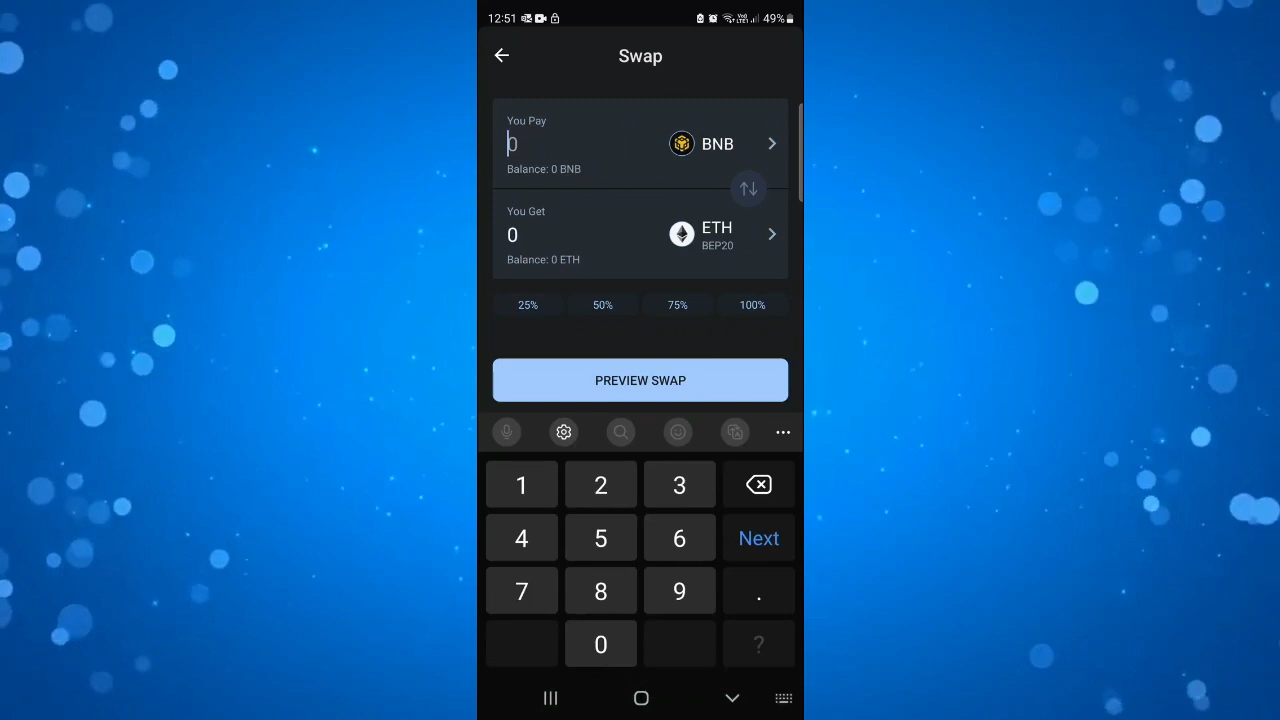 12:51 49%
Swap
You Pay
0 BNB
Balance: 0 BNB
You Get
0 ETH
BEP20
Balance: 0 ETH
25% 50% 75% 100%
PREVIEW SWAP
1 2 3
4 5 6 Next
7 8 9 .
0 ?